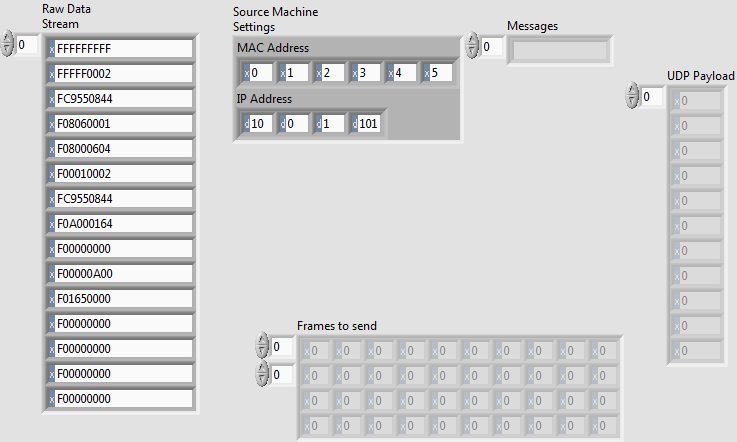 Raw Data
Stream
0
x FFFFFFFFF
x FFFFF0002
x FC9550844
x F08060001
x F08000604
x F00010002
x FC9550844
x F0A000164
x F00000000
x F00000A00
x F01650000
x F00000000
x F00000000
x F00000000
x F00000000
Source Machine
Settings
MAC Address
x 0 x 1 x 2 x 3 x 4 x 5
IP Address
d 10 d 0 d 1 d 101
Messages
0
UDP Payload
0
x 0
x 0
x 0
x 0
x 0
x 0
x 0
x 0
x 0
x 0
x 0
Frames to send
0
0
x 0 x 0 x 0 x 0 x 0 x 0 x 0 x 0 x 0 x 0
x 0 x 0 x 0 x 0 x 0 x 0 x 0 x 0 x 0 x 0
x 0 x 0 x 0 x 0 x 0 x 0 x 0 x 0 x 0 x 0
x 0 x 0 x 0 x 0 x 0 x 0 x 0 x 0 x 0 x 0